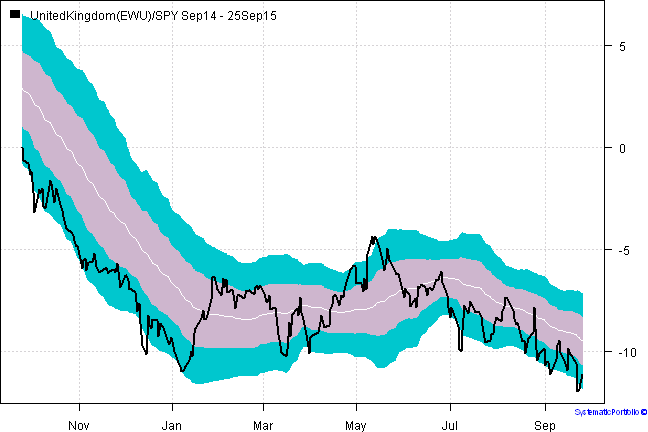 UnitedKingdom(EWU)/SPY Sep14 - 25Sep15
5
0
-5
-10
Nov Jan Mar May Jul Sep
SystematicPortfolio ©